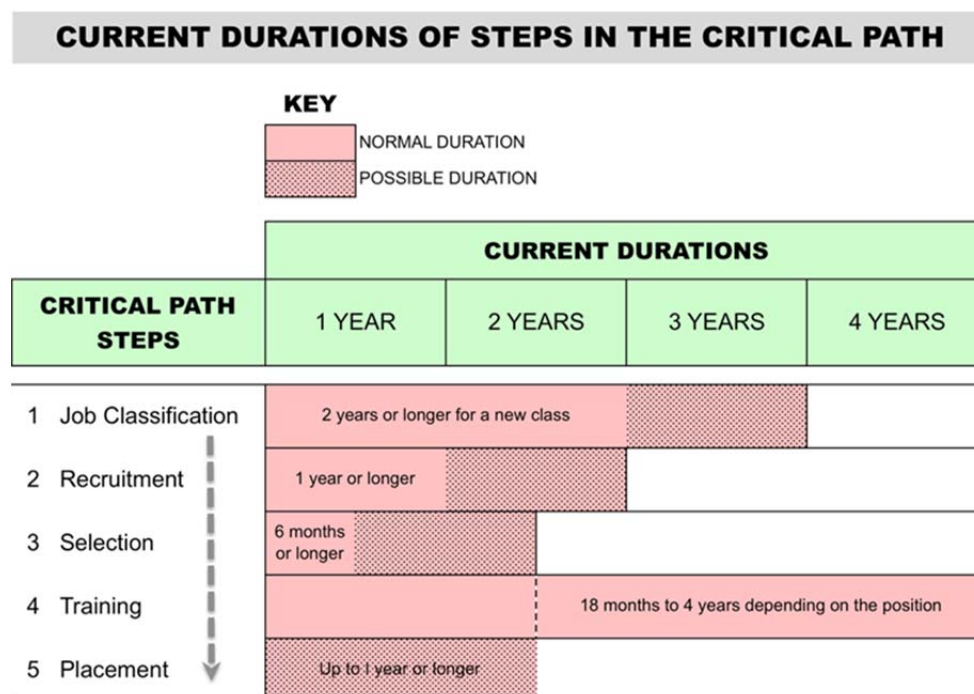 CURRENT DURATIONS OF STEPS IN THE CRITICAL PATH
KEY
NORMAL DURATION
POSSIBLE DURATION
CURRENT DURATIONS
CRITICAL PATH
STEPS
1 YEAR
2 YEARS
3 YEARS
4 YEARS
1 Job Classification
2 years or longer for a new class
2 Recruitment
1 year or longer
3 Selection
6 months
or longer
4 Training
18 months to 4 years depending on the position
5 Placement
Up to I year or longer